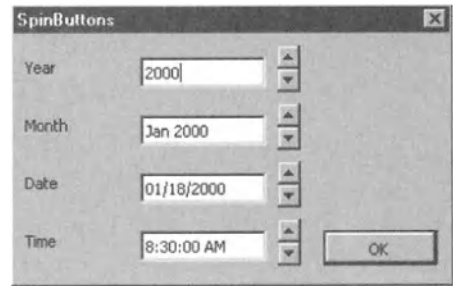 SpinButtons
Year
2000
Month
Jan 2000
Date
01/18/2000
Time
8:30:00 AM
OK